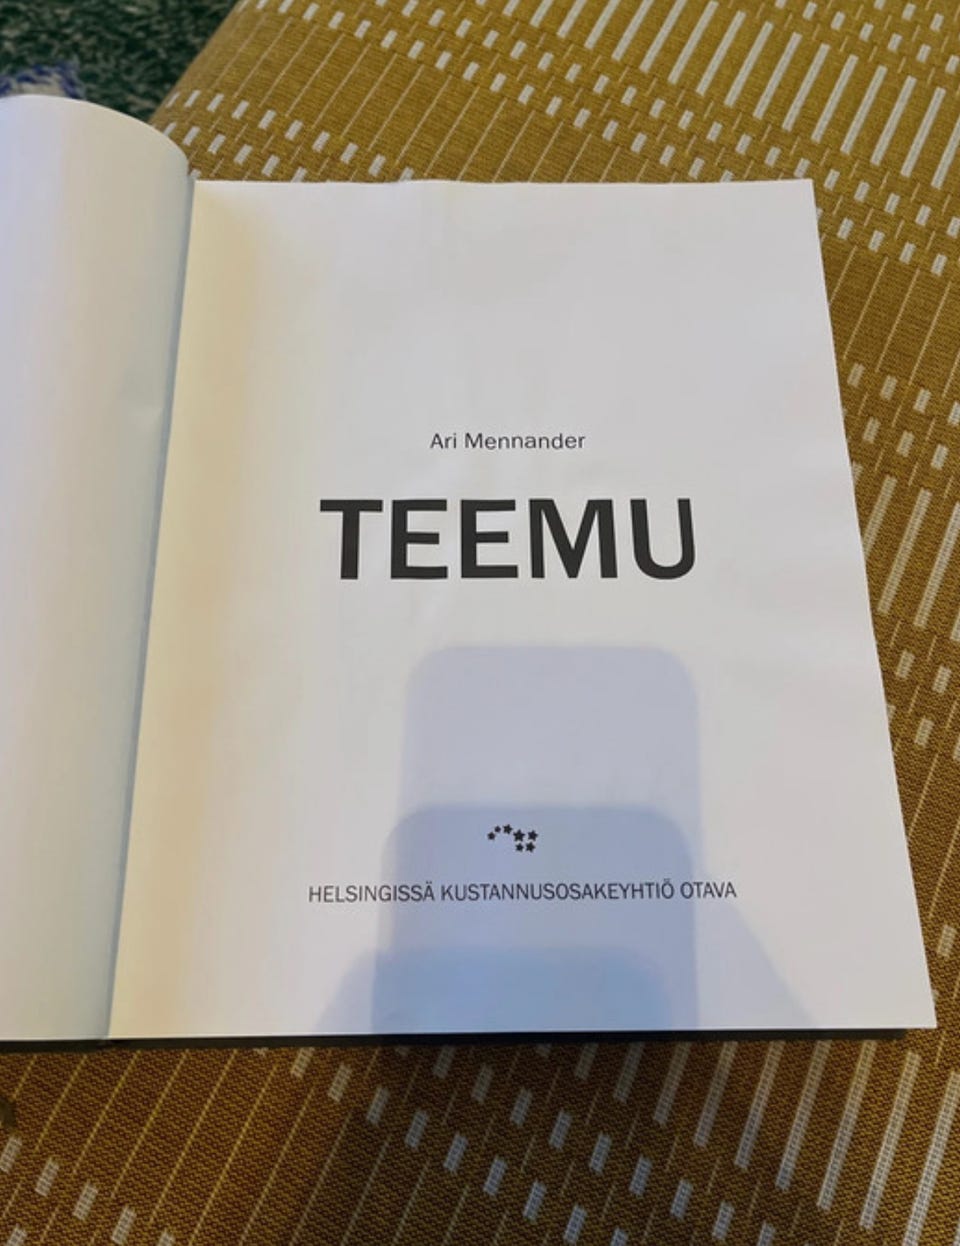 Ari Mennander
TEEMU
HELSINGISSÄ KUSTANNUSOSAKEYHTIÖ OTAVA